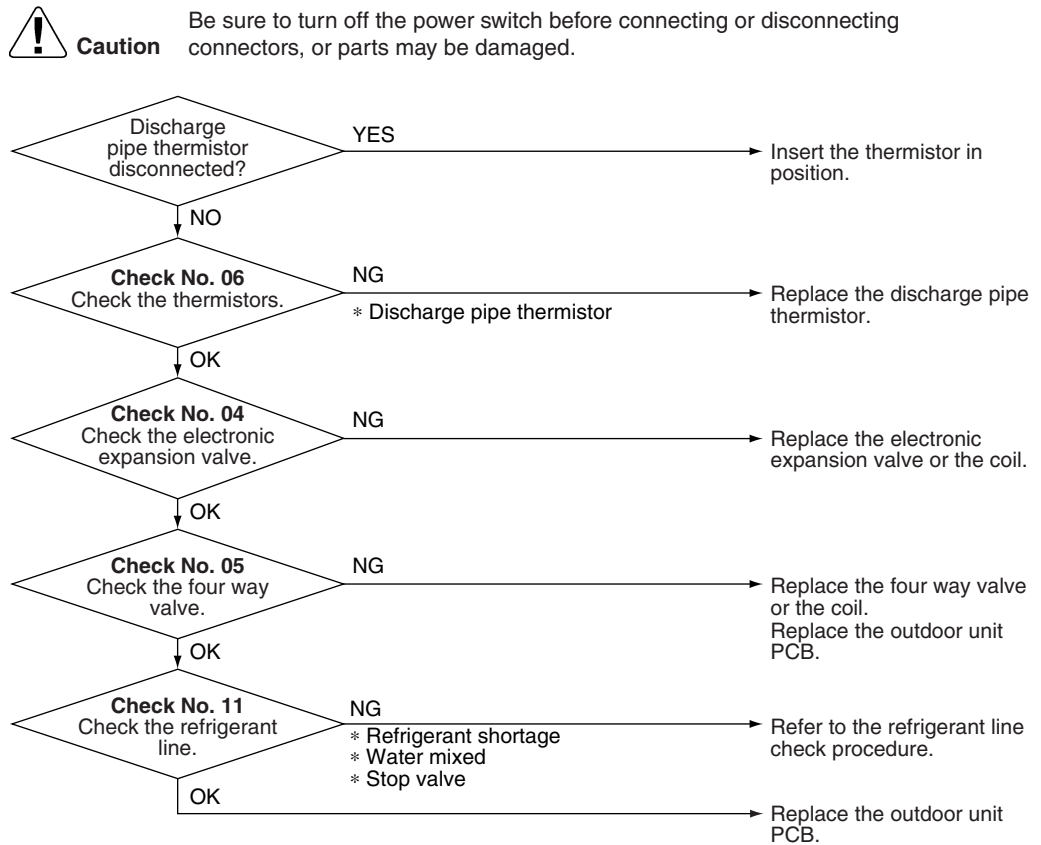 Be sure to turn off the power switch before connecting or disconnecting
Caution connectors, or parts may be damaged.
Discharge
pipe thermistor
disconnected?
YES
Insert the thermistor in
position.
NO
Check No. 06
Check the thermistors.
NG
* Discharge pipe thermistor
Replace the discharge pipe
thermistor.
OK
Check No. 04
Check the electronic
expansion valve.
NG
Replace the electronic
expansion valve or the coil.
OK
Check No. 05
Check the four way
valve.
NG
Replace the four way valve
or the coil.
Replace the outdoor unit
PCB.
OK
Check No. 11
Check the refrigerant
line.
NG
* Refrigerant shortage
* Water mixed
* Stop valve
Refer to the refrigerant line
check procedure.
OK
Replace the outdoor unit
PCB.